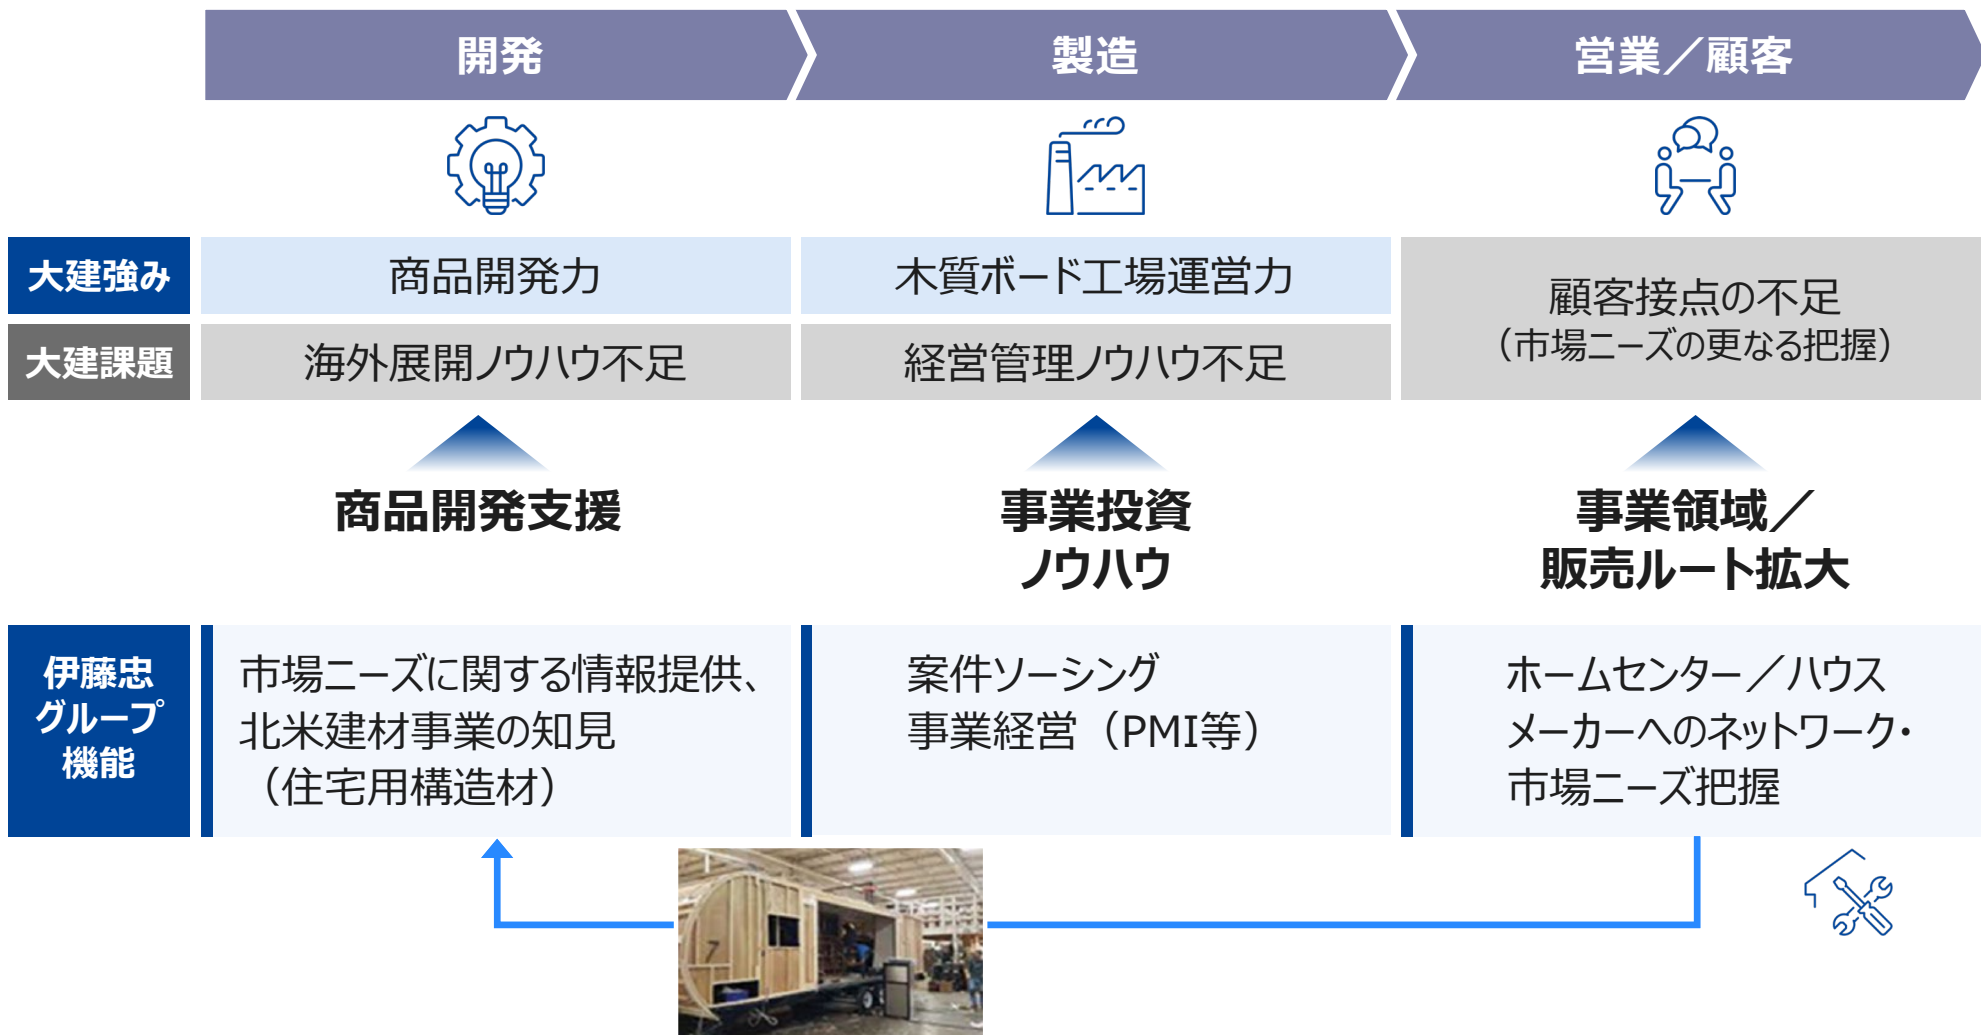 開発
製造
営業／顧客
大建強み
商品開発力
木質ボード工場運営力
顧客接点の不足
（市場ニーズの更なる把握）
大建課題
海外展開ノウハウ不足
経営管理ノウハウ不足
商品開発支援
事業投資
ノウハウ
事業領域／
販売ルート拡大
伊藤忠
グループ
機能
市場ニーズに関する情報提供、
北米建材事業の知見
（住宅用構造材）
案件ソーシング
事業経営（PMI等）
ホームセンター／ハウス
メーカーへのネットワーク・
市場ニーズ把握